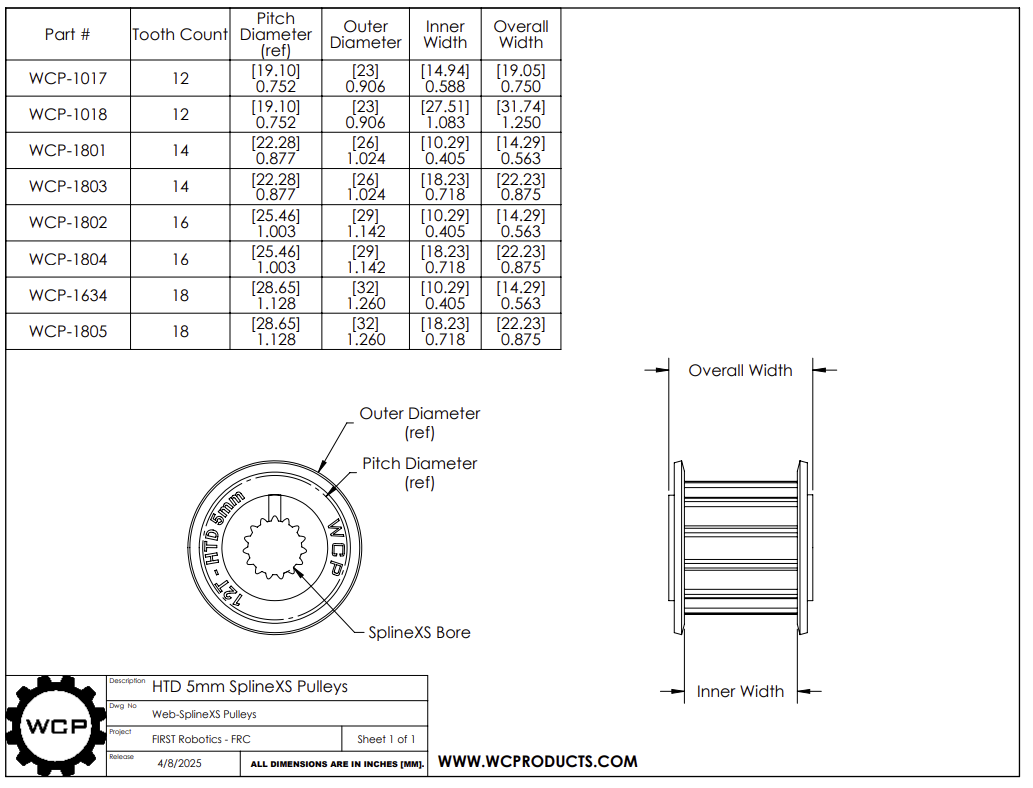 Part #
Tooth Count
Pitch
Diameter
(ref)
Outer
Diameter
Inner
Width
Overall
Width
WCP-1017
12
[19.10]
0.752
[23]
0.906
[14.94]
0.588
[19.05]
0.750
WCP-1018
12
[19.10]
0.752
[23]
0.906
[27.51]
1.083
[31.74]
1.250
WCP-1801
14
[22.28]
0.877
[26]
1.024
[10.29]
0.405
[14.29]
0.563
WCP-1803
14
[22.28]
0.877
[26]
1.024
[18.23]
0.718
[22.23]
0.875
WCP-1802
16
[25.46]
1.003
[29]
1.142
[10.29]
0.405
[14.29]
0.563
WCP-1804
16
[25.46]
1.003
[29]
1.142
[18.23]
0.718
[22.23]
0.875
WCP-1634
18
[28.65]
1.128
[32]
1.260
[10.29]
0.405
[14.29]
0.563
WCP-1805
18
[28.65]
1.128
[32]
1.260
[18.23]
0.718
[22.23]
0.875
Overall Width
Outer Diameter
(ref)
Pitch Diameter
(ref)
12T - HTD 5mm
WCP
SplineXS Bore
Inner Width
WCP
Description
HTD 5mm SplineXS Pulleys
Dwg No
Web-SplineXS Pulleys
Project
FIRST Robotics - FRC
Sheet 1 of 1
Release
4/8/2025
ALL DIMENSIONS ARE IN INCHES [MM].
WWW.WCPRODUCTS.COM